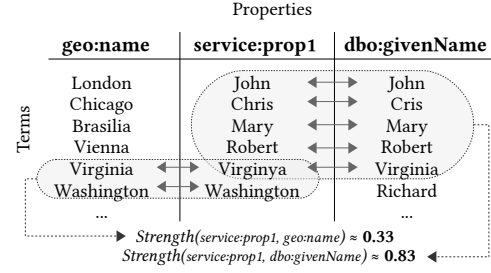 Properties
geo:name service:prop1 dbo:givenName
Terms
London John John
Chicago Chris Cris
Brasilia Mary Mary
Vienna Robert Robert
Virginia Virginya Virginia
Washington Washington Richard
... ... ...
Strength(service:prop1, geo:name) ≈ 0.33
Strength(service:prop1, dbo:givenName) ≈ 0.83